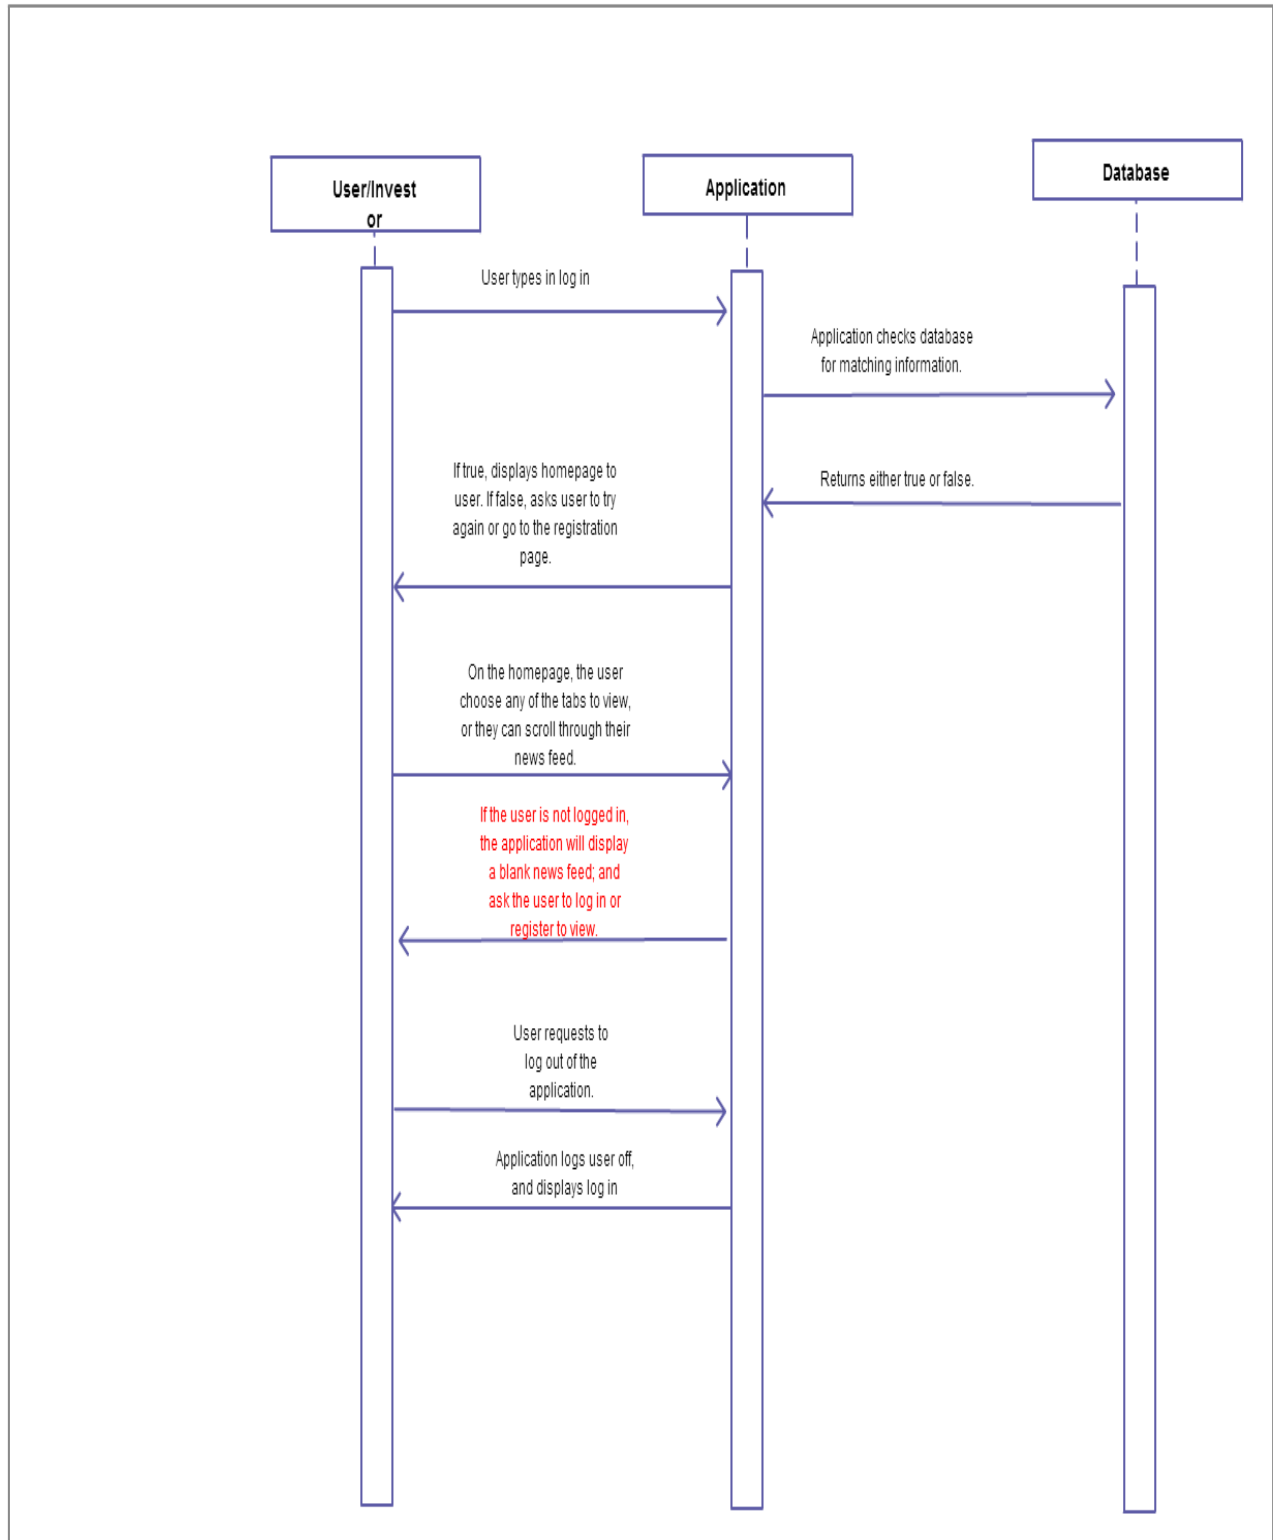 User/Invest
or
Application
Database
User types in log in
Application checks database
for matching information.
If true, displays homepage to
user. If false, asks user to try
again or go to the registration
page.
Returns either true or false.
On the homepage, the user
choose any of the tabs to view,
or they can scroll through their
news feed.
If the user is not logged in,
the application will display
a blank news feed; and
ask the user to log in or
register to view.
User requests to
log out of the
application.
Application logs user off,
and displays log in